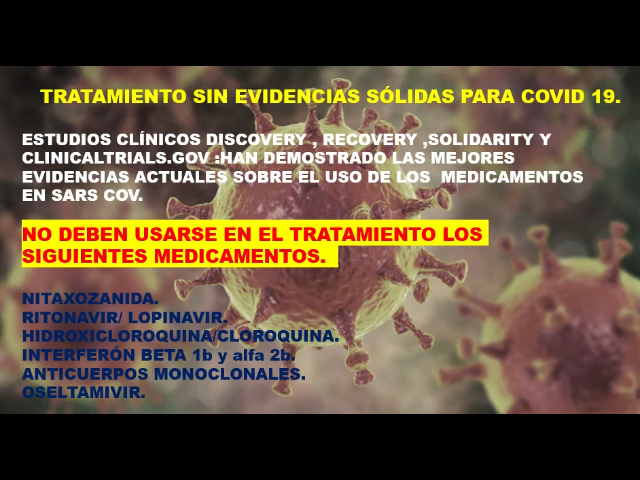 TRATAMIENTO SIN EVIDENCIAS SÓLIDAS PARA COVID 19.
ESTUDIOS CLÍNICOS DISCOVERY , RECOVERY ,SOLIDARITY Y
CLINICALTRIALS.GOV :HAN DEMOSTRADO LAS MEJORES
EVIDENCIAS ACTUALES SOBRE EL USO DE LOS  MEDICAMENTOS
EN SARS COV.
NO DEBEN USARSE EN EL TRATAMIENTO LOS
SIGUIENTES MEDICAMENTOS.
NITAXOZANIDA.
RITONAVIR/ LOPINAVIR.
HIDROXICLOROQUINA/CLOROQUINA.
INTERFERÓN BETA 1b y alfa 2b.
ANTICUERPOS MONOCLONALES.
OSELTAMIVIR.